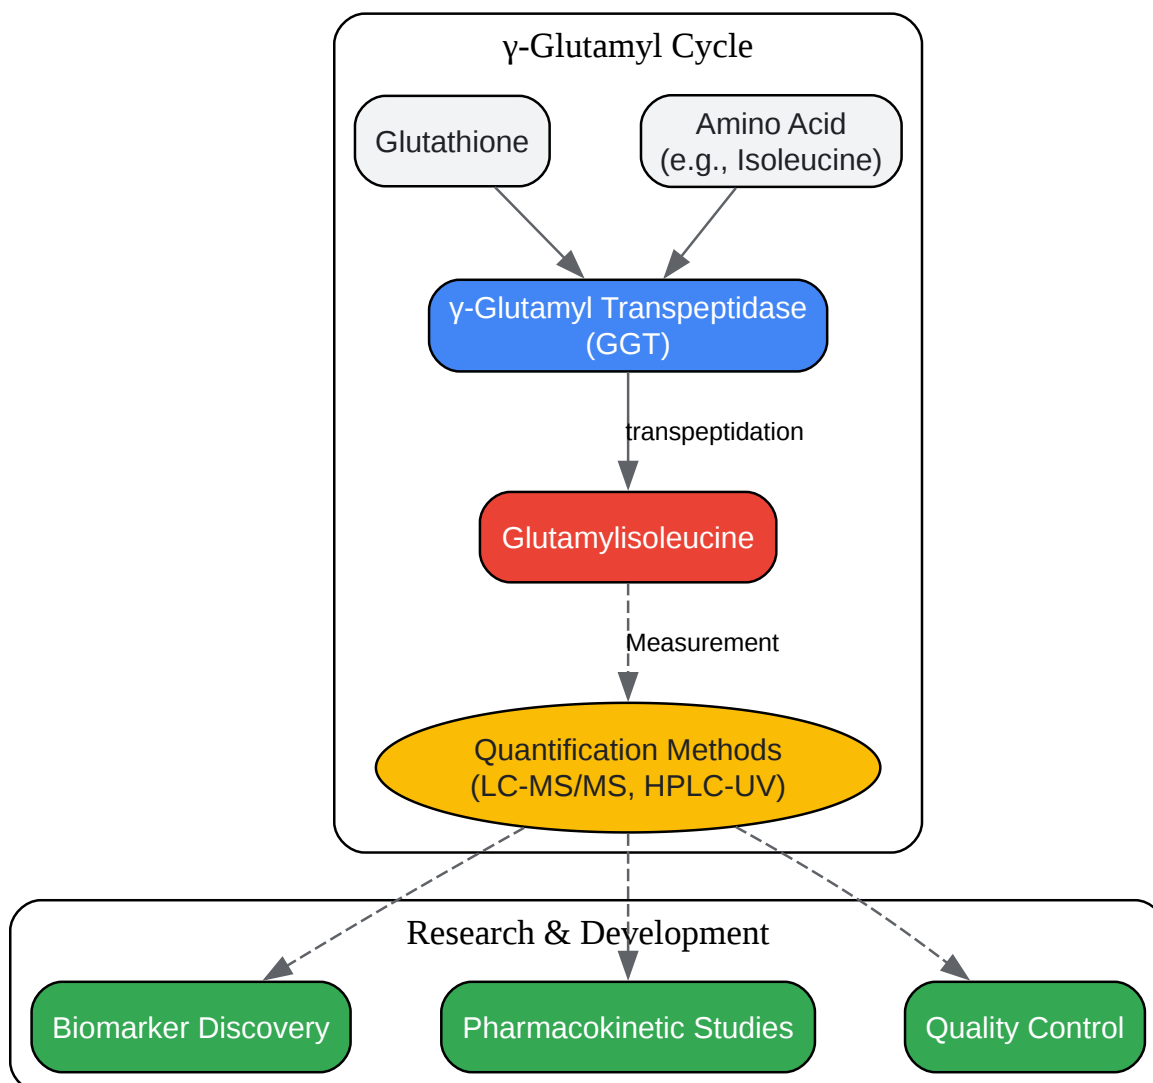 γ-Glutamyl Cycle
Glutathione
Amino Acid
(e.g., Isoleucine)
γ-Glutamyl Transpeptidase
(GGT)
transpeptidation
Glutamylisoleucine
Measurement
Quantification Methods
(LC-MS/MS, HPLC-UV)
Research & Development
Biomarker Discovery
Pharmacokinetic Studies
Quality Control